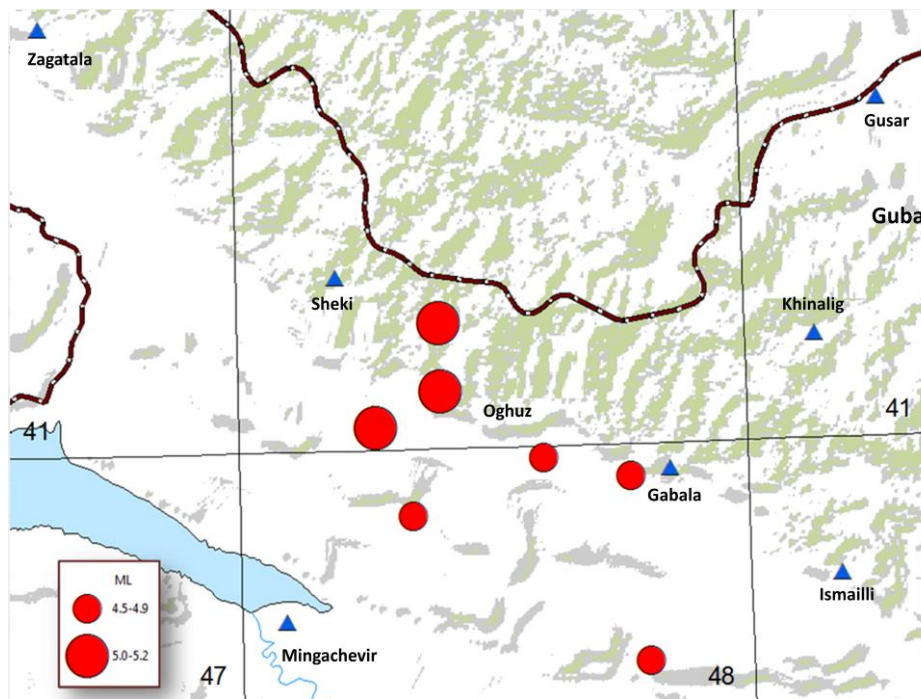 Zagatala
Gusar
Guba
Sheki
Khinalig
Oghuz
41
41
Gabala
ML
4.5-4.9
5.0-5.2
Ismailli
Mingachevir
47
48